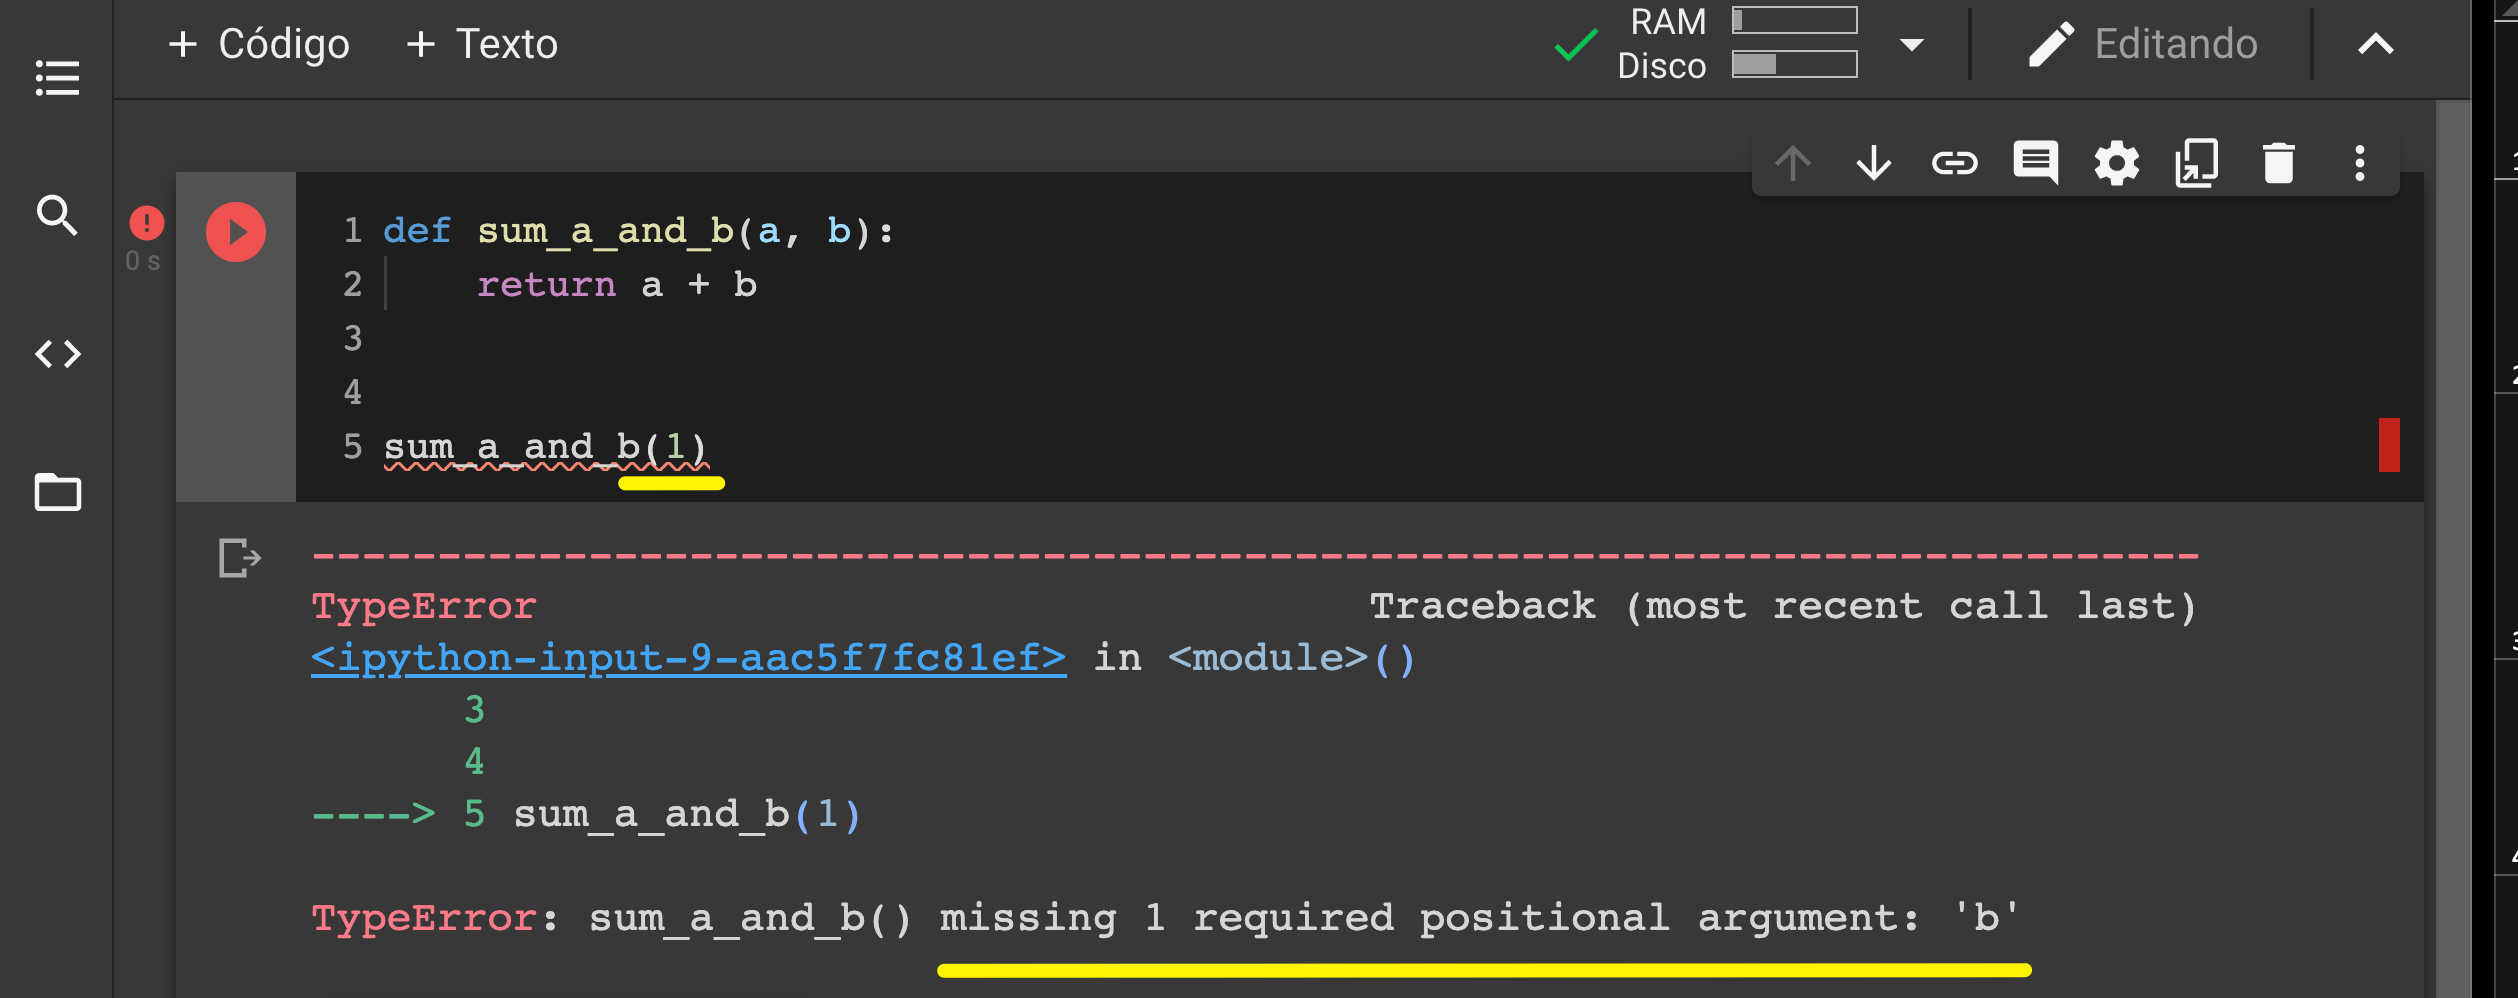 + Código + Texto
RAM
Disco
Editando
0 s
1 def sum_a_and_b(a, b):
2 return a + b
3
4
5 sum_a_and_b(1)
--------------------------------------------------------------------------- 
TypeError Traceback (most recent call last)
<ipython-input-9-aac5f7fc81ef> in <module>()
3
4
----> 5 sum_a_and_b(1)
TypeError: sum_a_and_b() missing 1 required positional argument: 'b'